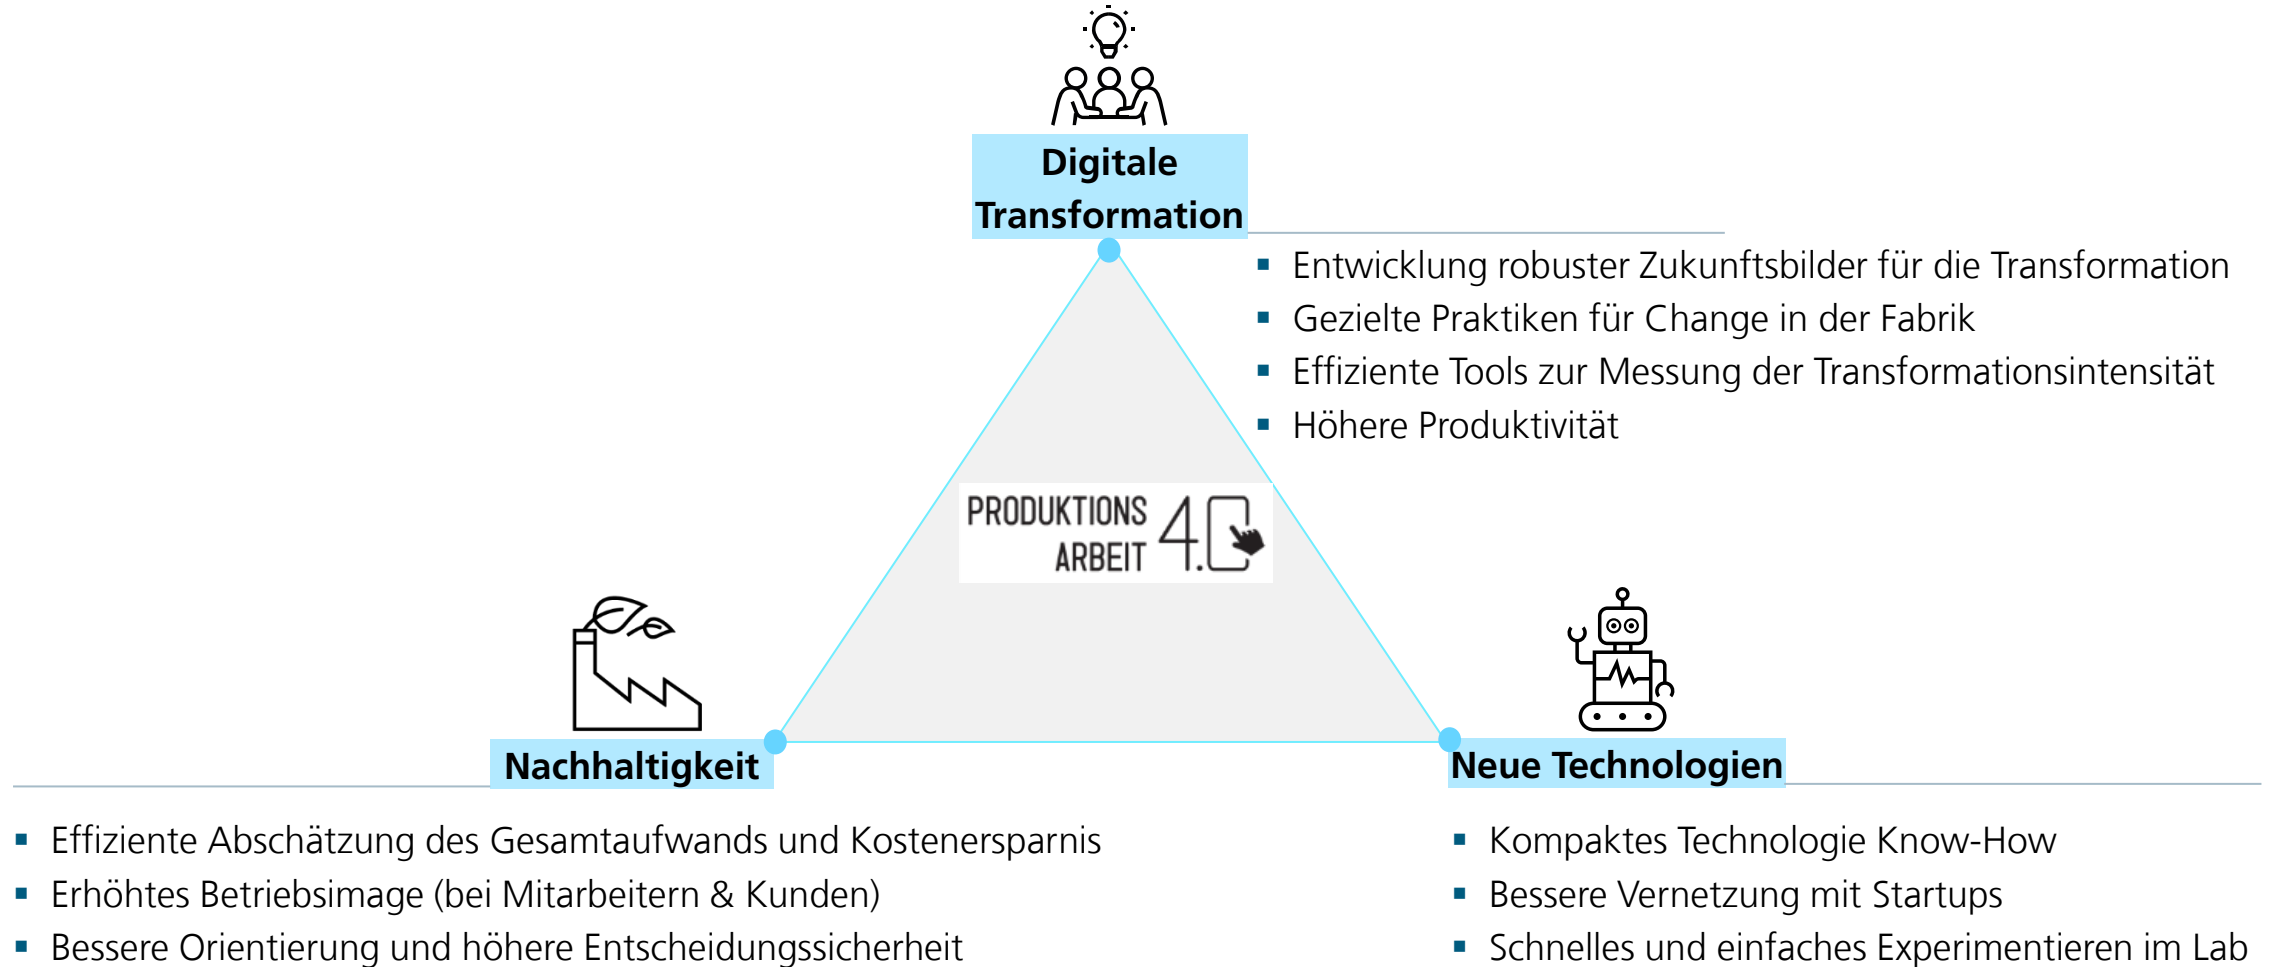 Digitale
Transformation
▪ Entwicklung robuster Zukunftsbilder für die Transformation
▪ Gezielte Praktiken für Change in der Fabrik
▪ Effiziente Tools zur Messung der Transformationsintensität
▪ Höhere Produktivität
PRODUKTIONS
ARBEIT 4.0
Nachhaltigkeit
▪ Effiziente Abschätzung des Gesamtaufwands und Kostenersparnis
▪ Erhöhtes Betriebsimage (bei Mitarbeitern & Kunden)
▪ Bessere Orientierung und höhere Entscheidungssicherheit
Neue Technologien
▪ Kompaktes Technologie Know-How
▪ Bessere Vernetzung mit Startups
▪ Schnelles und einfaches Experimentieren im Lab